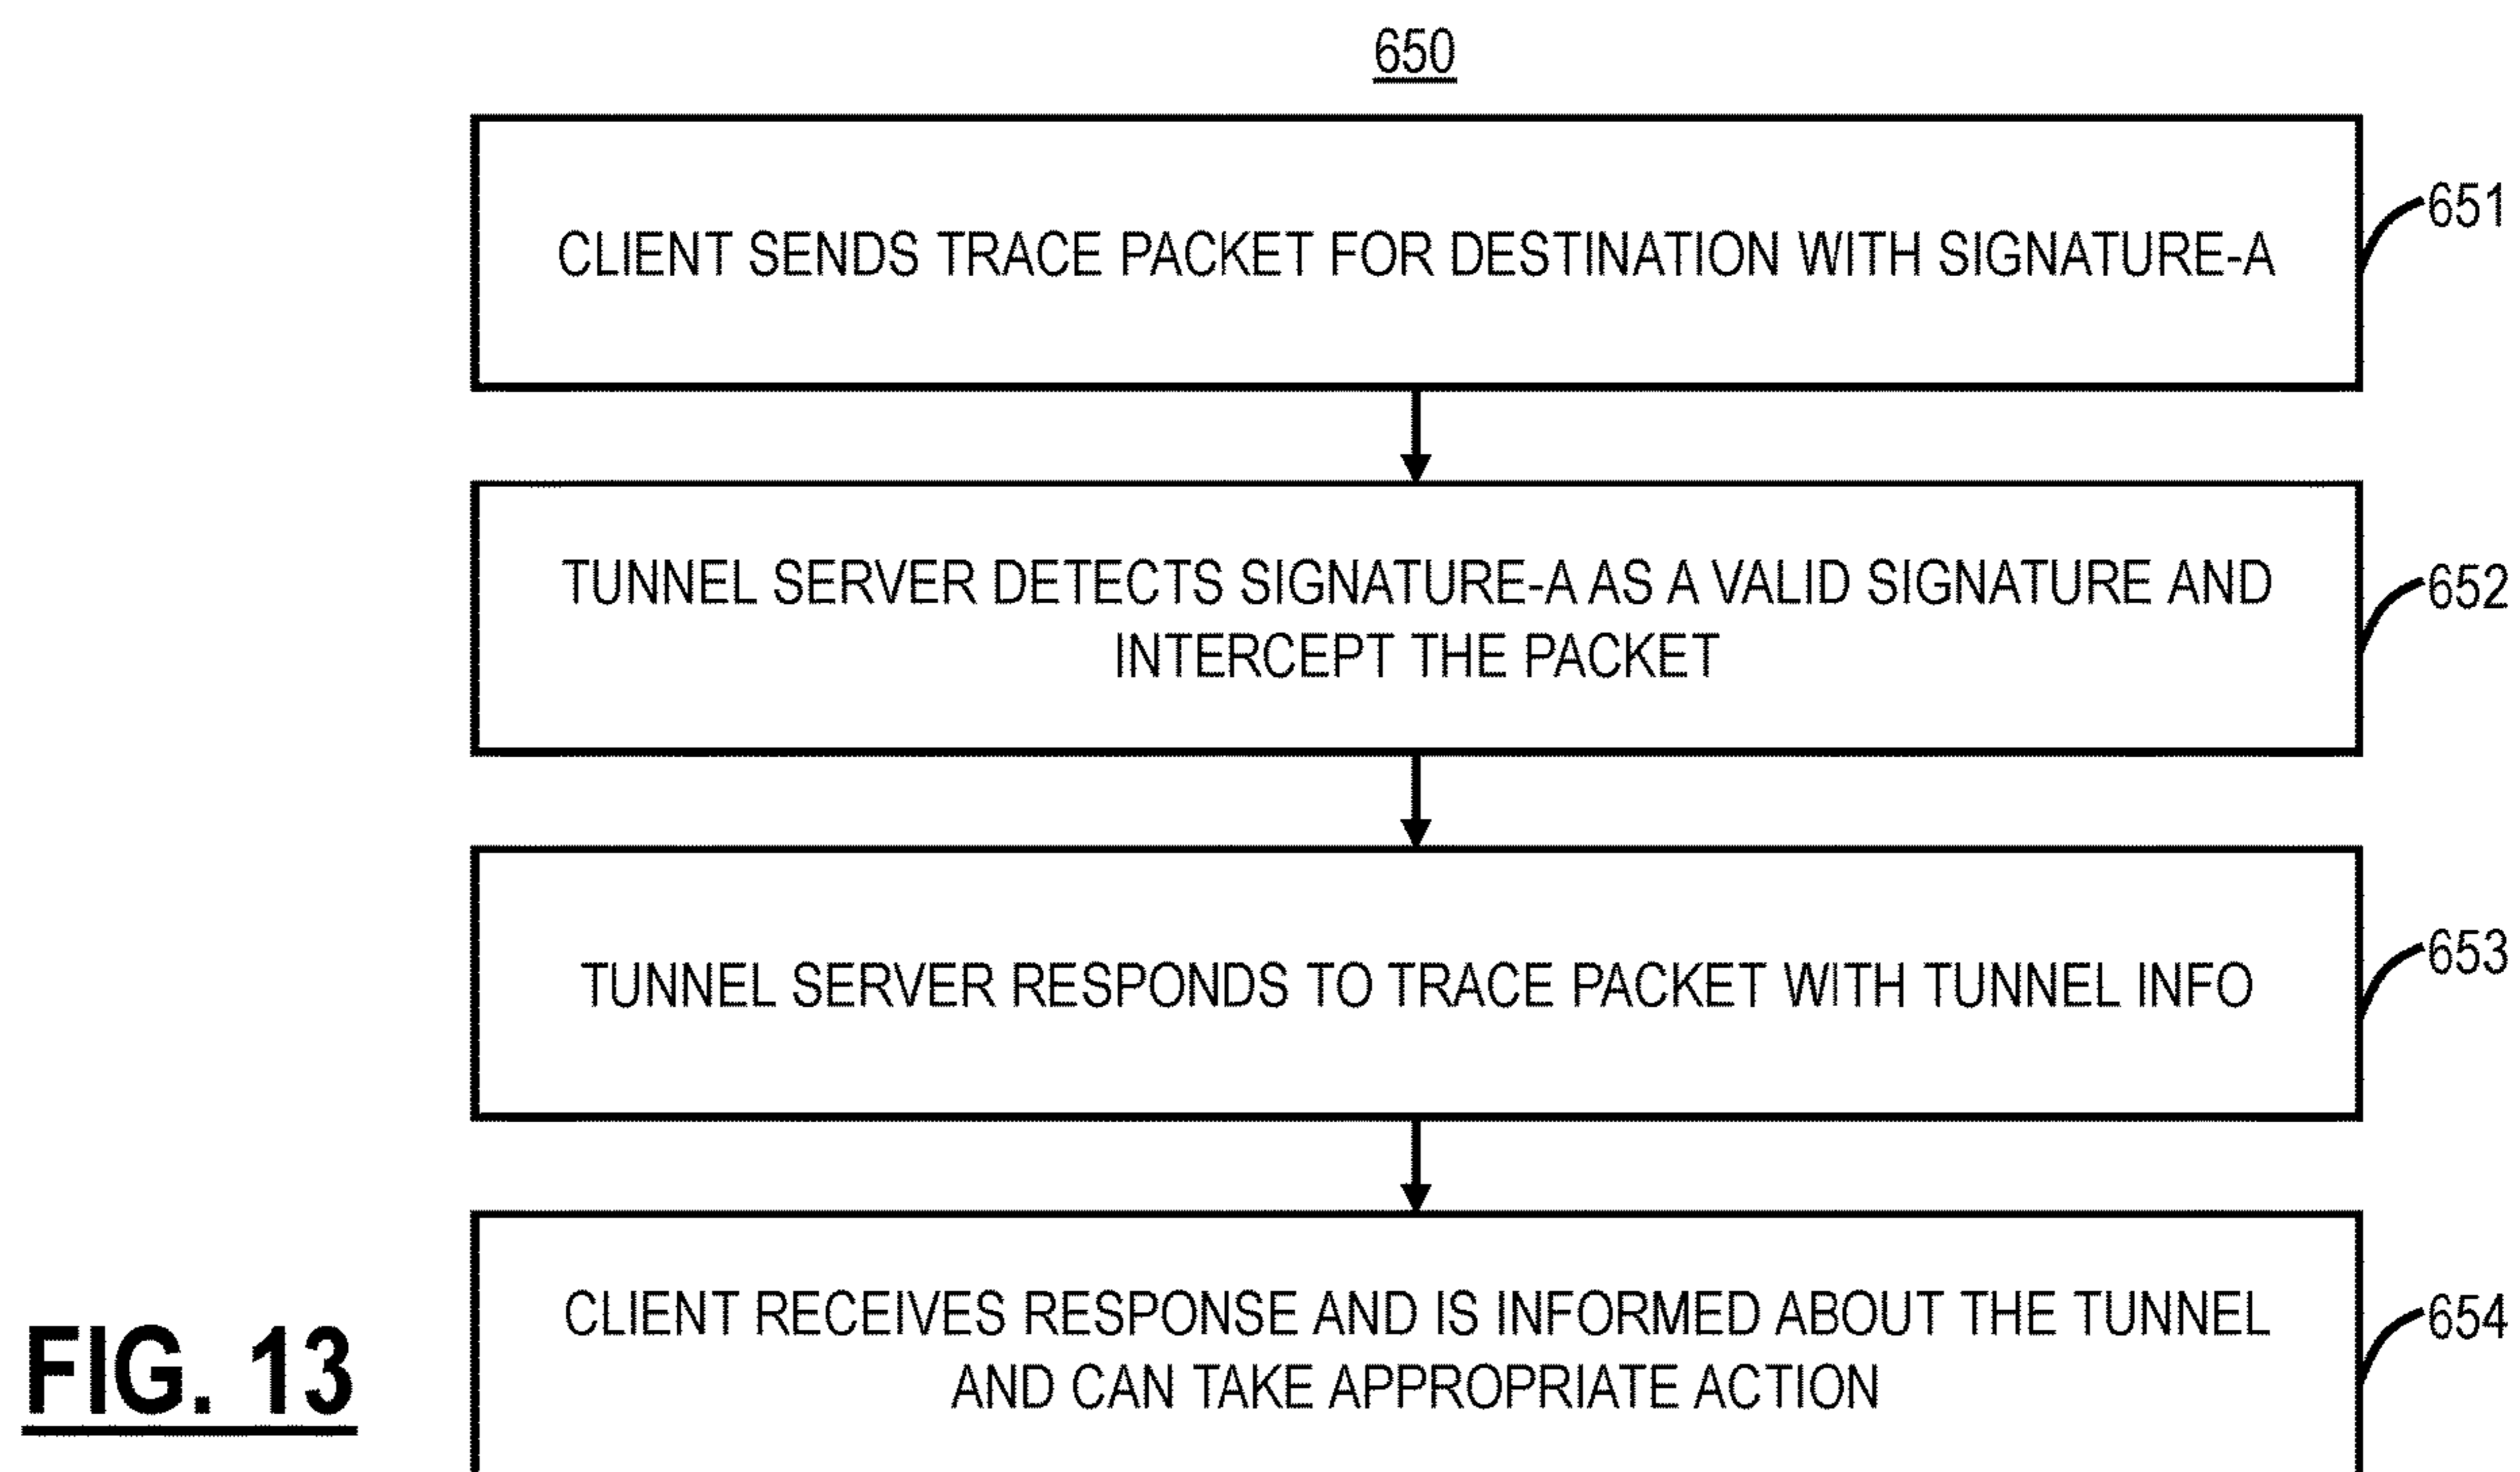 650
CLIENT SENDS TRACE PACKET FOR DESTINATION WITH SIGNATURE-A
651
TUNNEL SERVER DETECTS SIGNATURE-A AS A VALID SIGNATURE AND
INTERCEPT THE PACKET
652
TUNNEL SERVER RESPONDS TO TRACE PACKET WITH TUNNEL INFO
653
CLIENT RECEIVES RESPONSE AND IS INFORMED ABOUT THE TUNNEL
AND CAN TAKE APPROPRIATE ACTION
654
FIG. 13